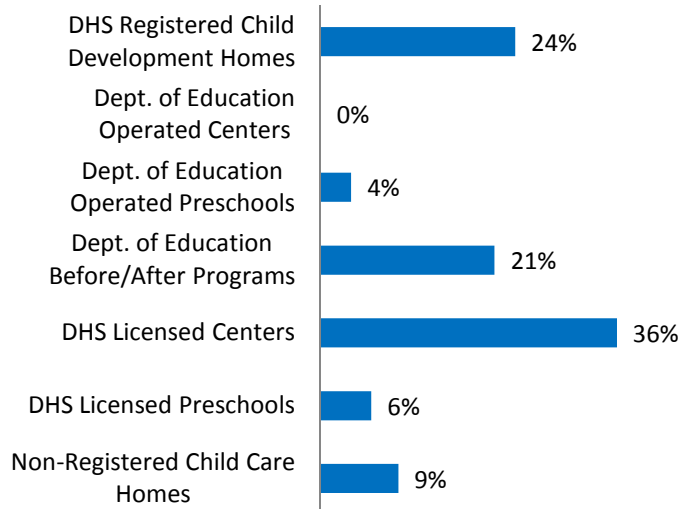 DHS Registered Child
Development Homes
24%
Dept. of Education
Operated Centers
0%
Dept. of Education
Operated Preschools
4%
Dept. of Education
Before/After Programs
21%
DHS Licensed Centers
36%
DHS Licensed Preschools
6%
Non-Registered Child Care
Homes
9%